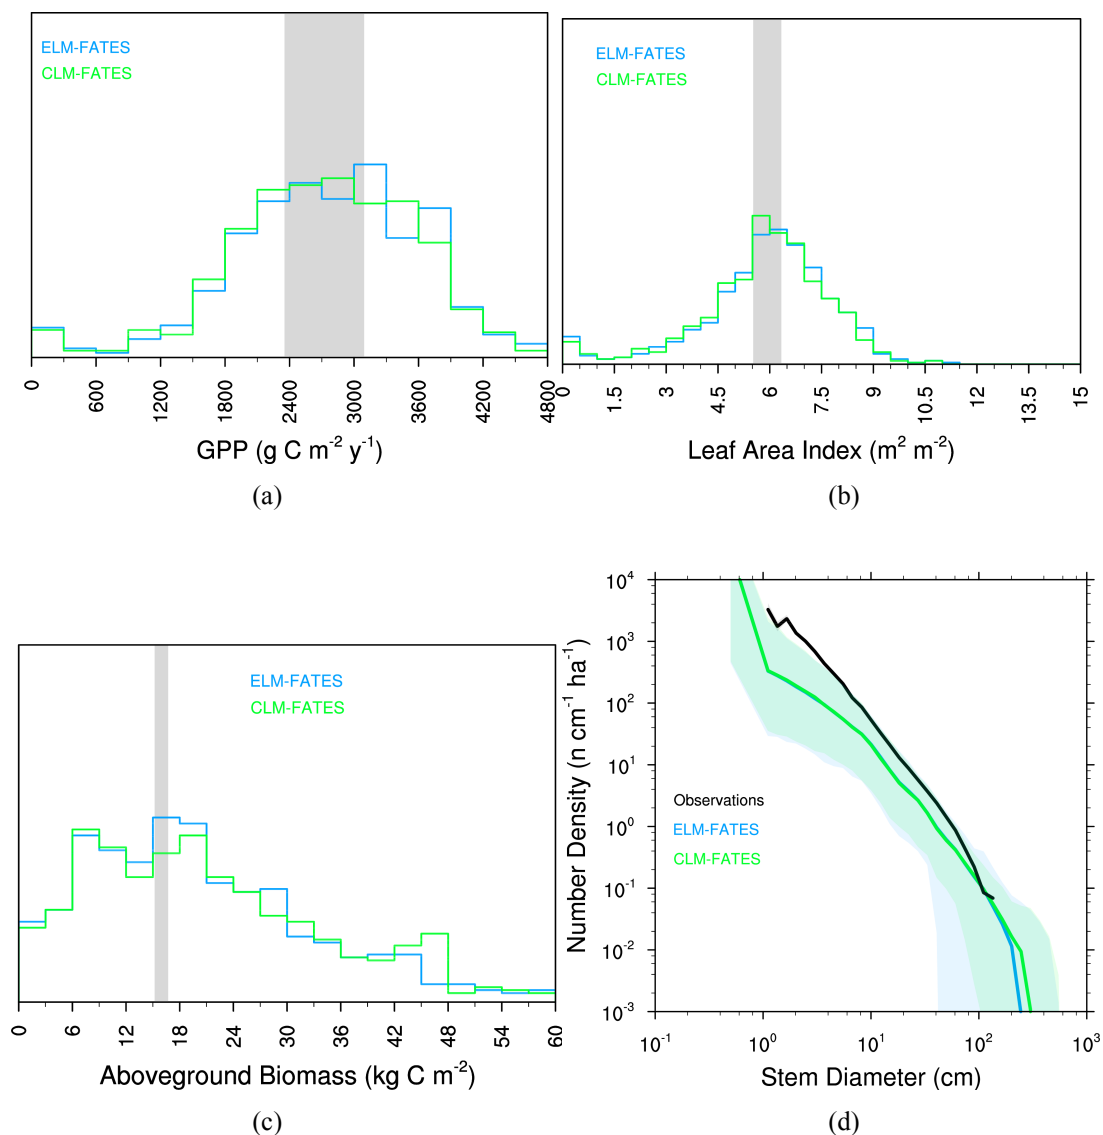 ELM-FATES
CLM-FATES
0 600 1200 1800 2400 3000 3600 4200 4800
GPP (g C m-2 y-1)
(a)
ELM-FATES
CLM-FATES
0 1.5 3 4.5 6 7.5 9 10.5 12 13.5 15
Leaf Area Index (m2 m-2)
(b)
ELM-FATES
CLM-FATES
0 6 12 18 24 30 36 42 48 54 60
Aboveground Biomass (kg C m-2)
(c)
Number Density (n cm-1 ha-1)
10^4
10^3
10^2
10^1
10^0
10^-1
10^-2
10^-3
Observations
ELM-FATES
CLM-FATES
10^-1 10^0 10^1 10^2 10^3
Stem Diameter (cm)
(d)